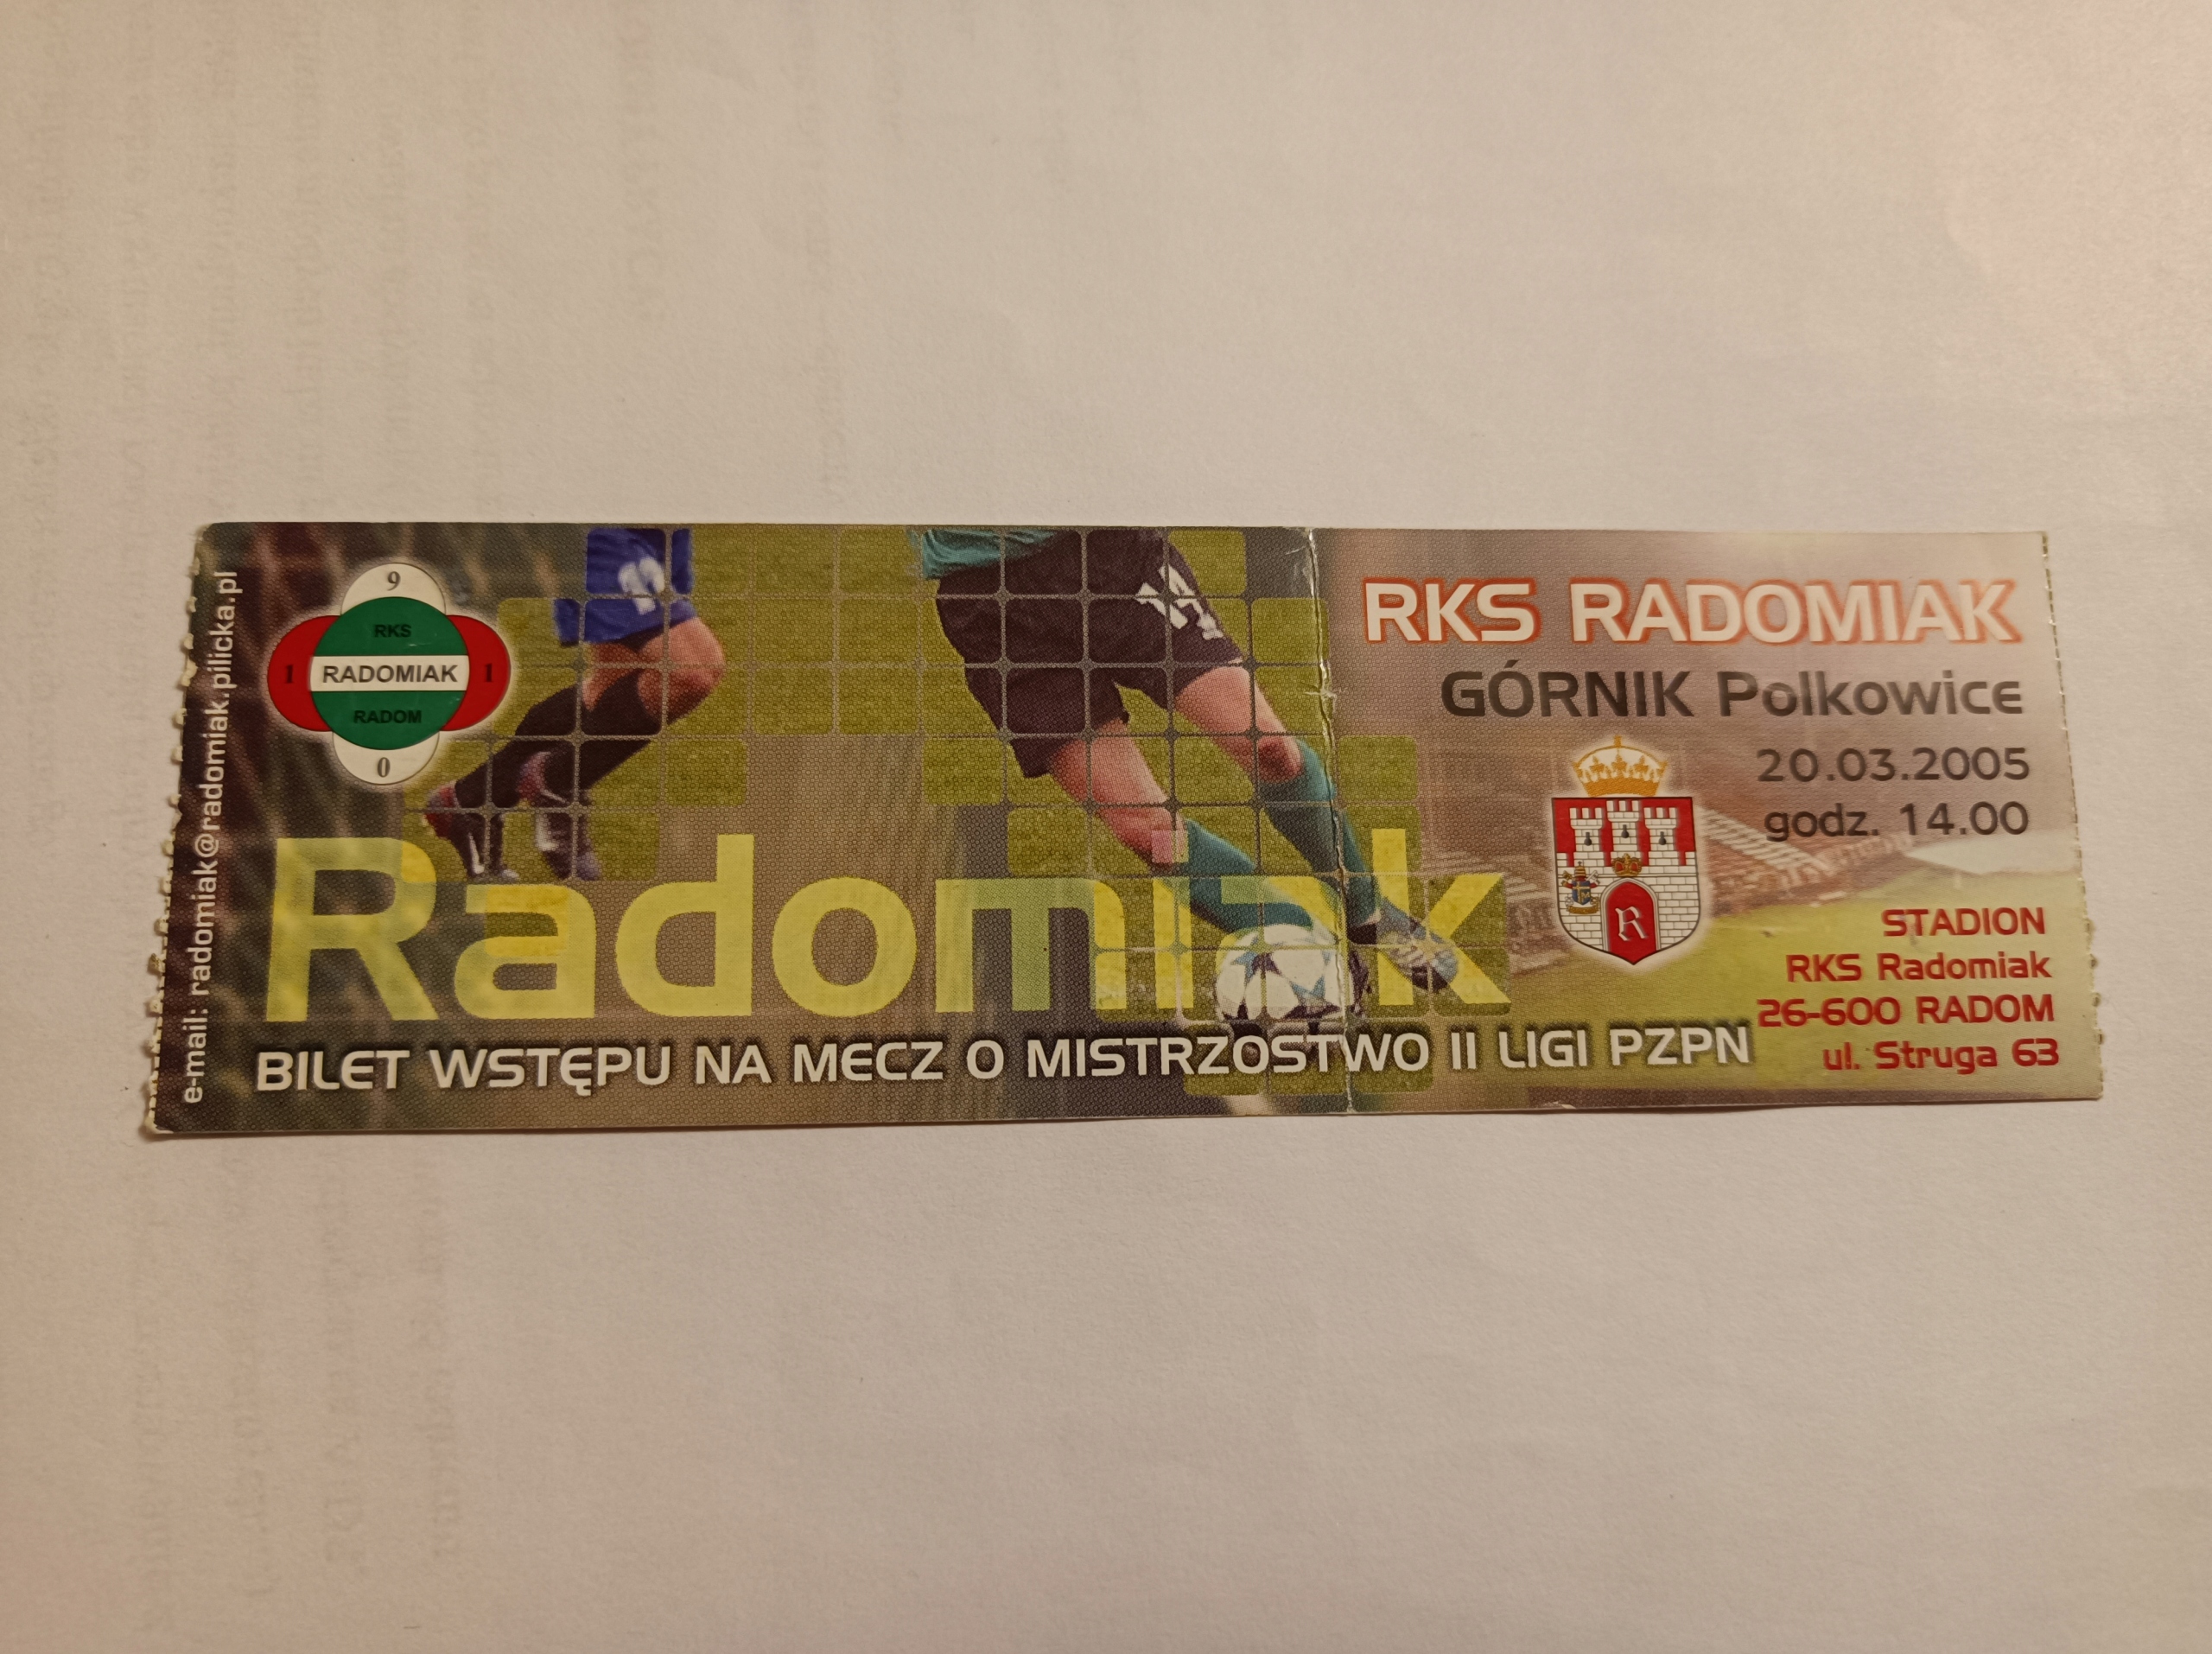 e-mail: radomiak@radomiak.pilicka.pl
9
RKS
1 RADOMIAK 1
RADOM
0
Radomiak
BILET WSTĘPU NA MECZ O MISTRZOSTWO II LIGI PZPN
RKS RADOMIAK
GÓRNIK Polkowice
20.03.2005
godz. 14.00
R
STADION
RKS Radomiak
26-600 RADOM
ul. Struga 63